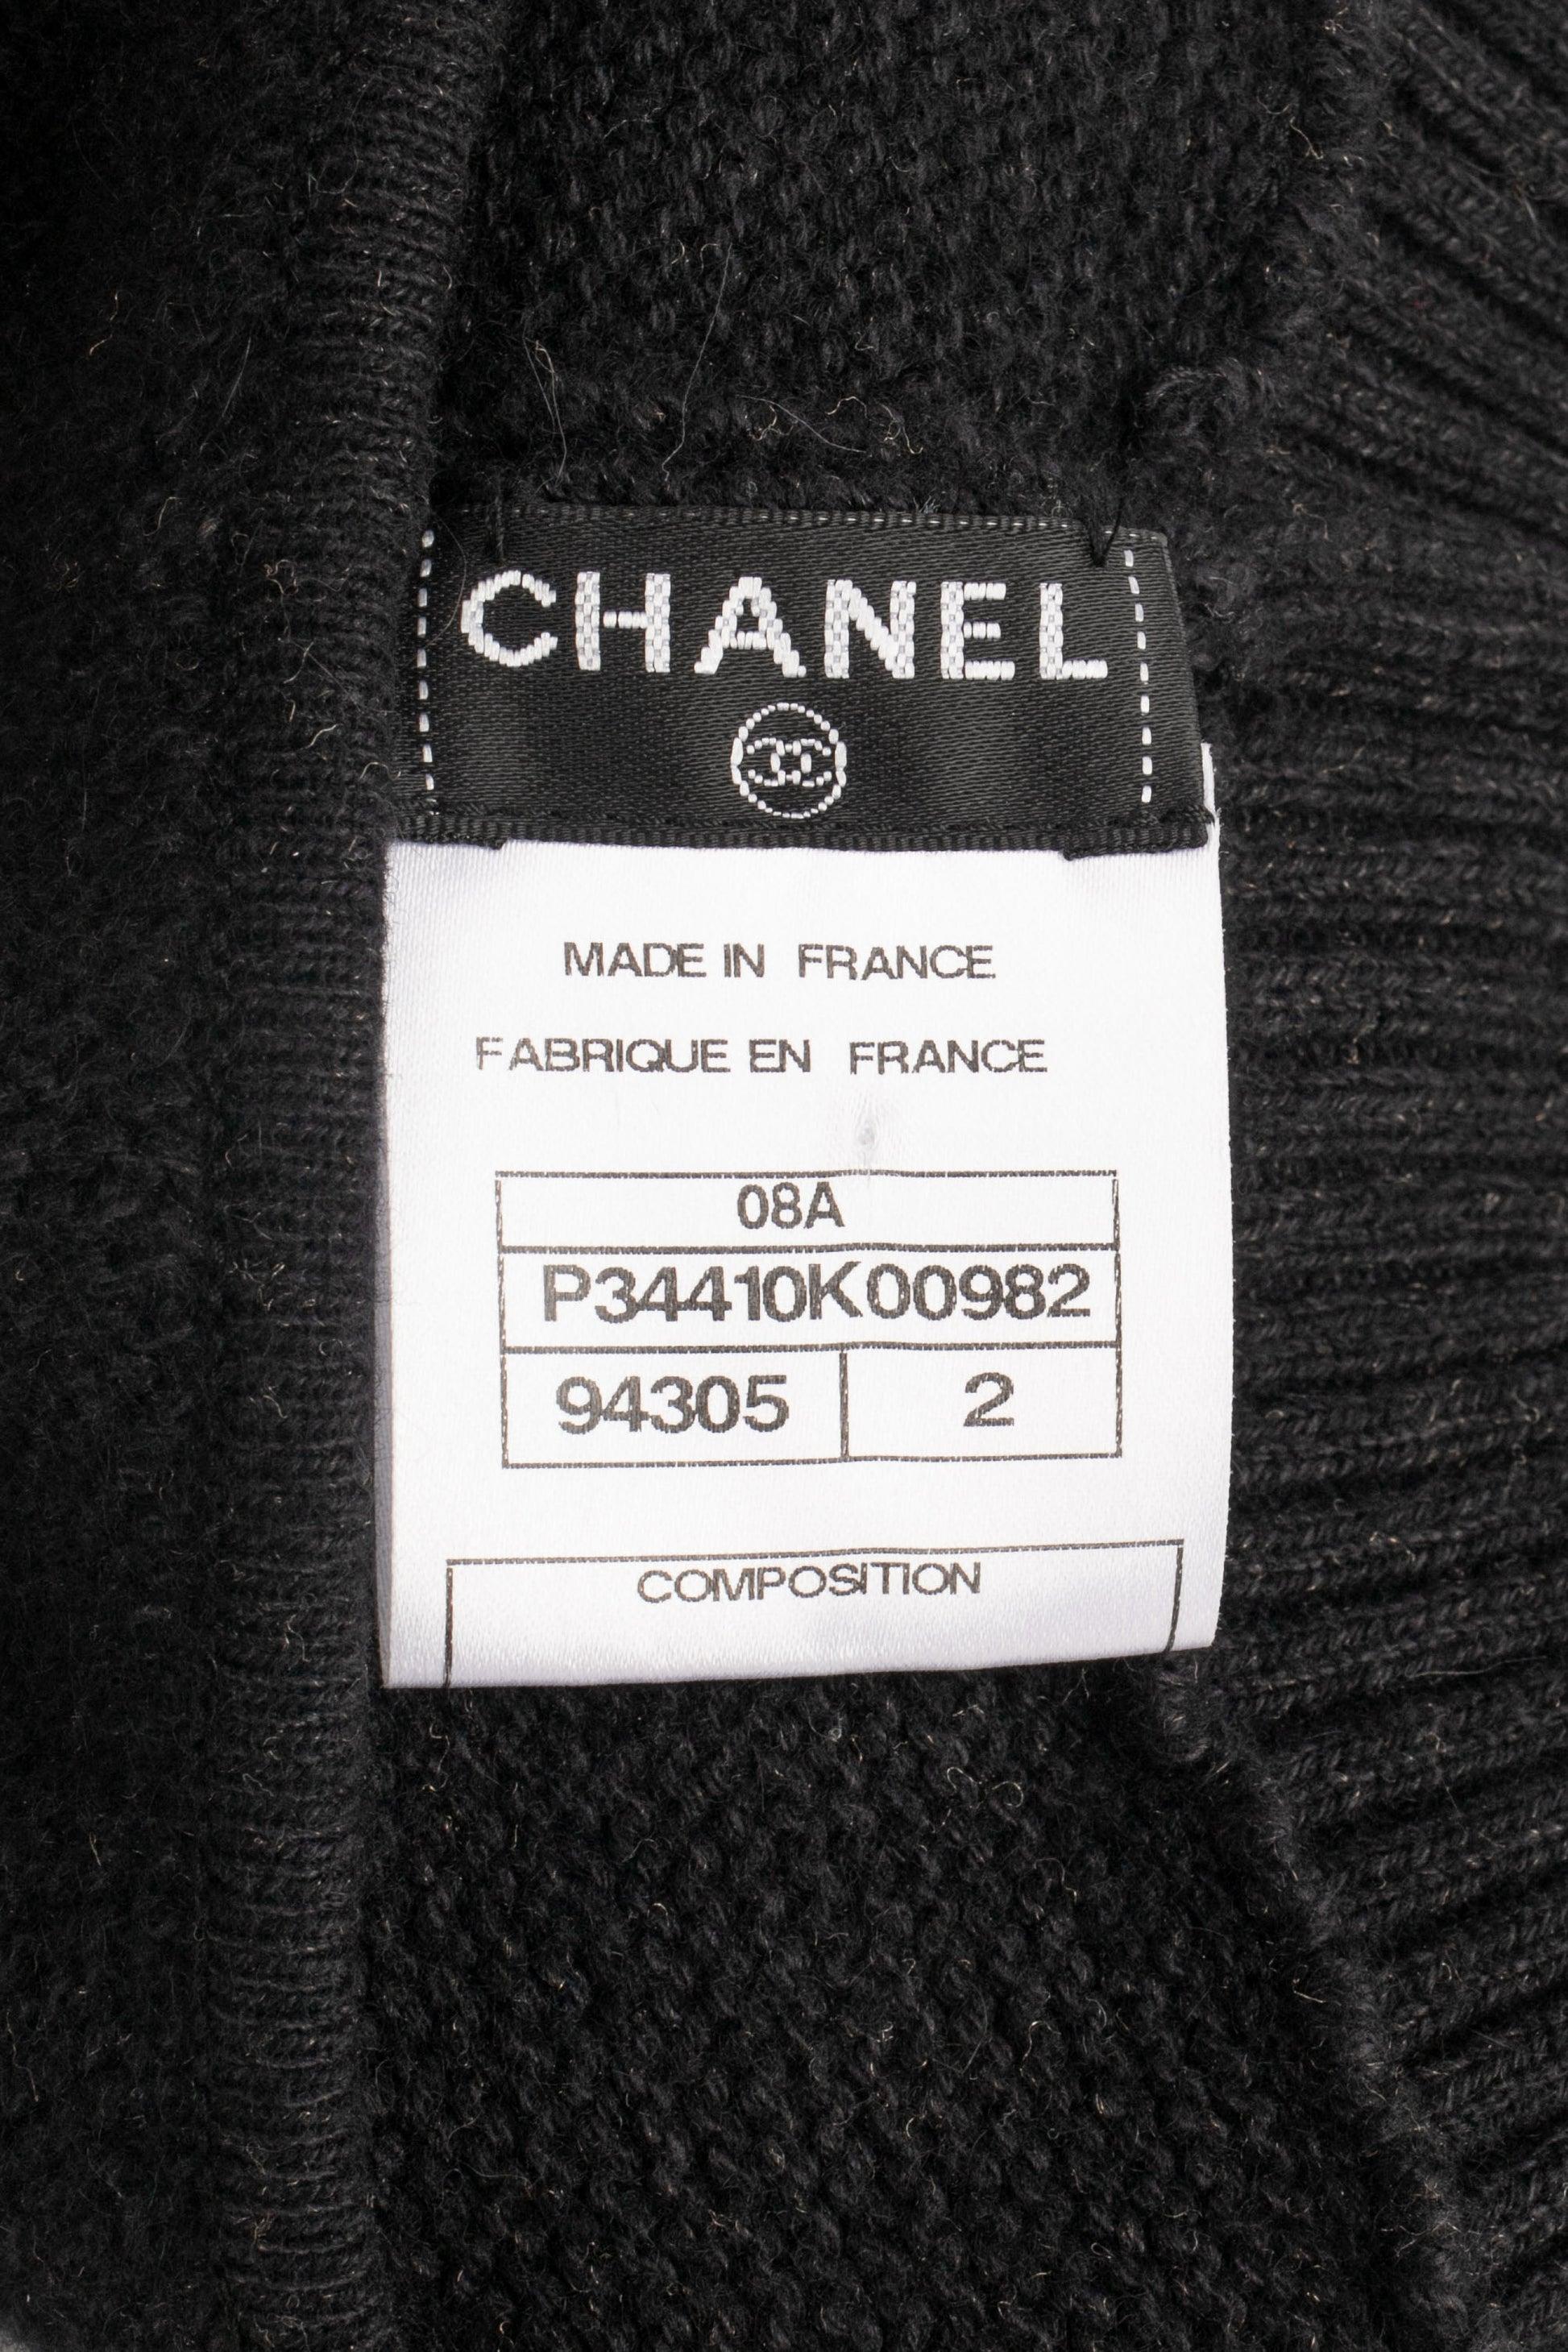 CHANEL
MADE IN FRANCE
FABRIQUE EN FRANCE
08A
P34410K00982
94305 2
COMPOSITION